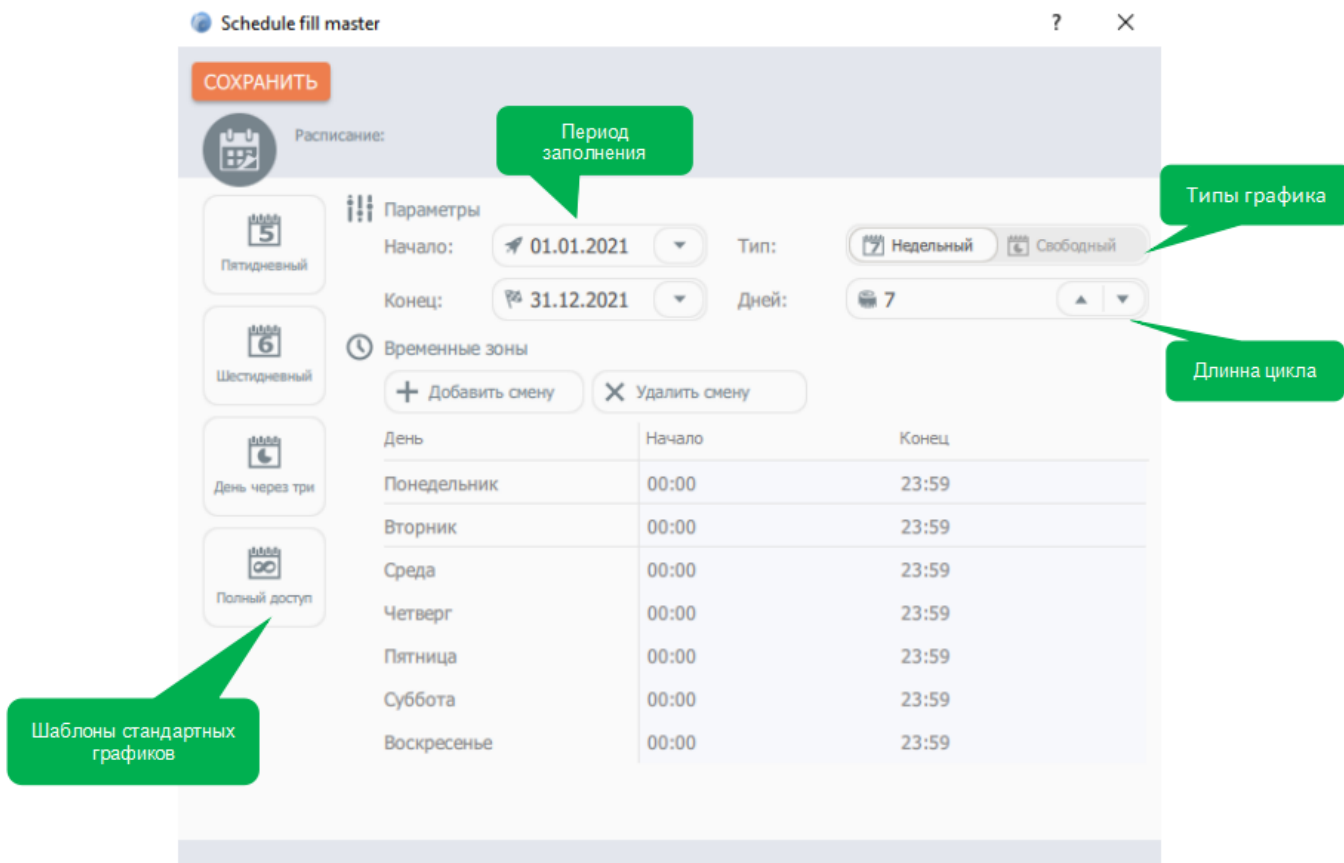 Schedule fill master
?
СОХРАНИТЬ
Расписание:
Период
заполнения
Типы графика
5
Пятидневный
Параметры
Начало: 01.01.2021 Тип: 7 Недельный Свободный
Конец: 31.12.2021 Дней: 7
Длинна цикла
6
Шестидневный
Временные зоны
Добавить смену Удалить смену
День Начало Конец
День через три
Понедельник 00:00 23:59
Вторник 00:00 23:59
Среда 00:00 23:59
Полный доступ
Четверг 00:00 23:59
Пятница 00:00 23:59
Суббота 00:00 23:59
Воскресенье 00:00 23:59
Шаблоны стандартных
графиков